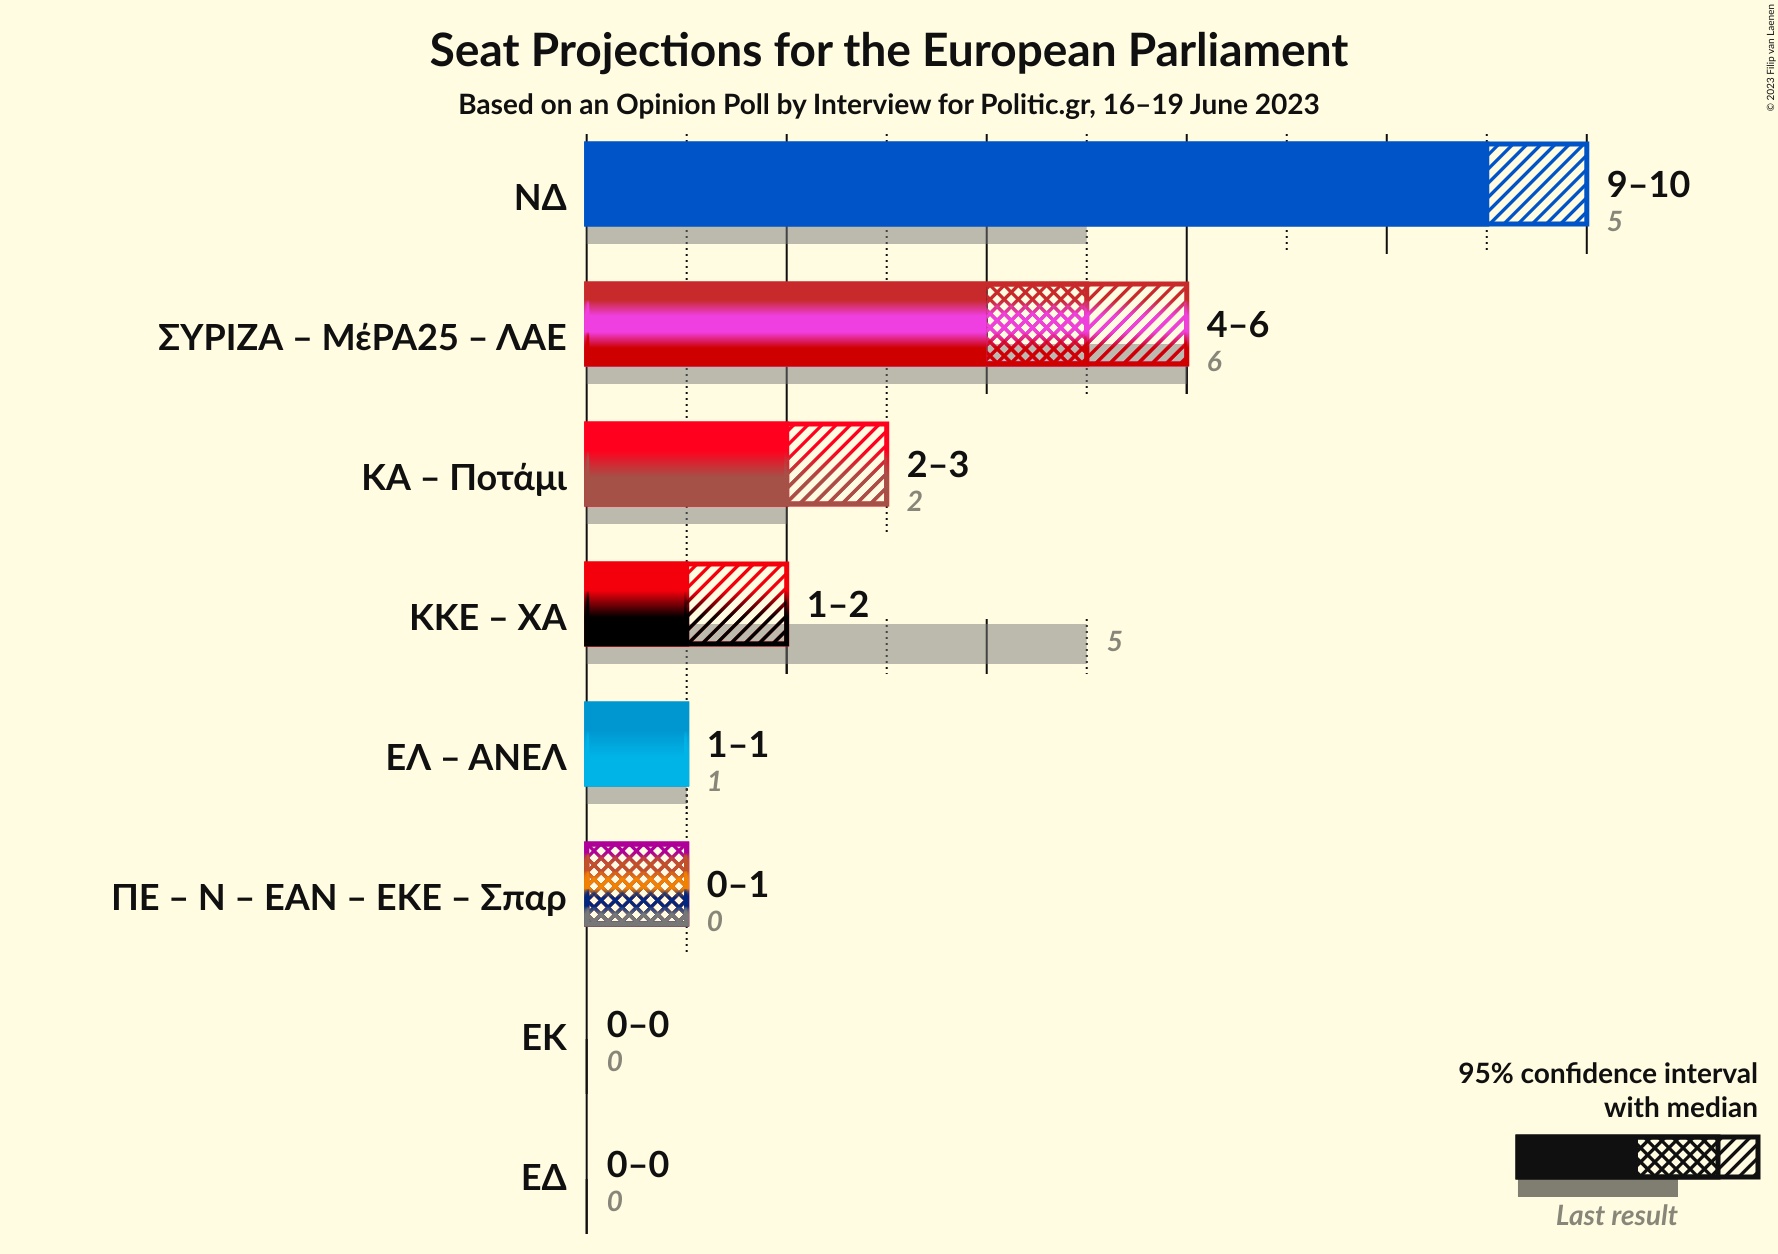 Seat Projections for the European Parliament
Based on an Opinion Poll by Interview for Politic.gr, 16–19 June 2023
© 2023 Filip van Laenen
ΝΔ
9–10
5
ΣΥΡΙΖΑ – ΜέΡΑ25 – ΛΑΕ
4–6
6
ΚΑ – Ποτάμι
2–3
2
ΚΚΕ – ΧΑ
1–2
5
ΕΛ – ΑΝΕΛ
1–1
1
ΠΕ – Ν – ΕΑΝ – ΕΚΕ – Σπαρ
0–1
0
ΕΚ
0–0
0
ΕΔ
0–0
0
95% confidence interval
with median
Last result